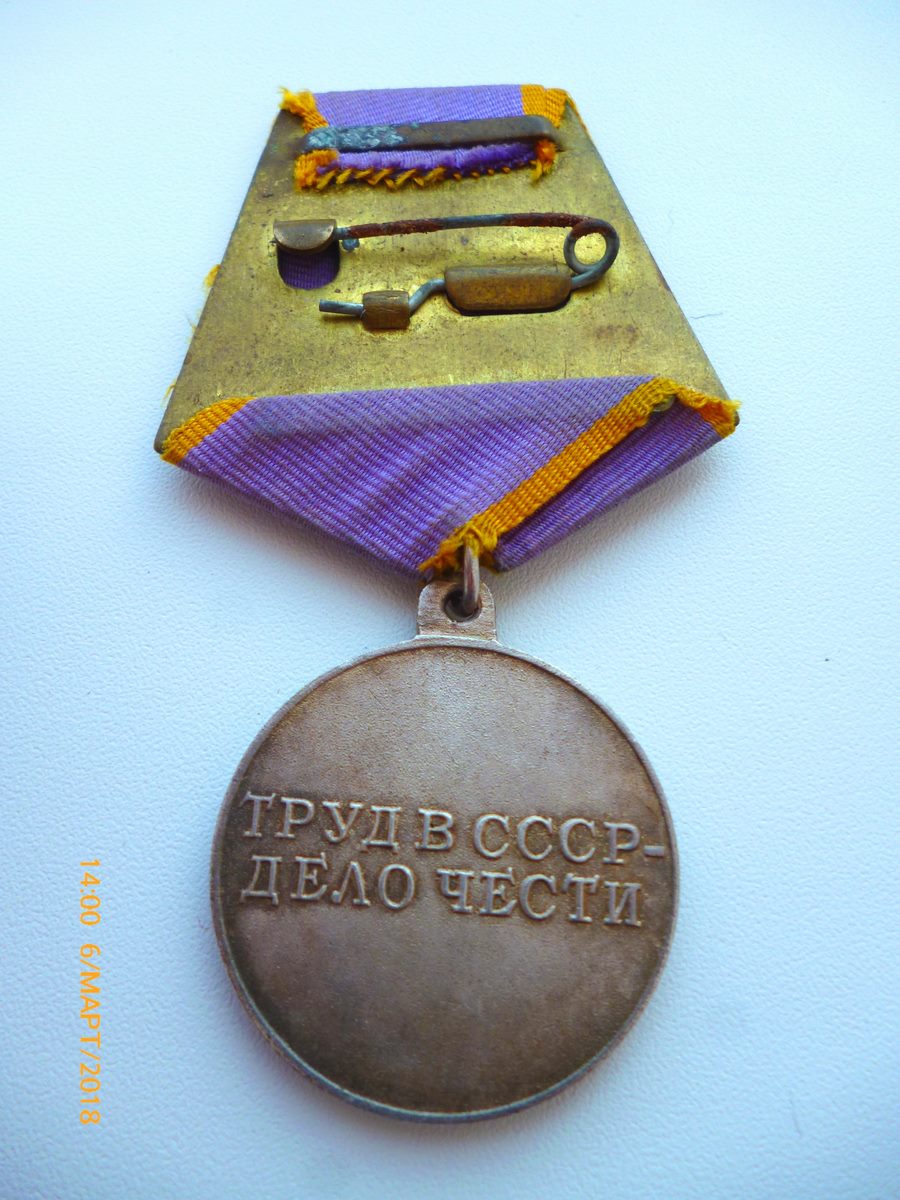 ТРУД В СССР-
ДЕЛО ЧЕСТИ
14:00 6/МАРТ/2018